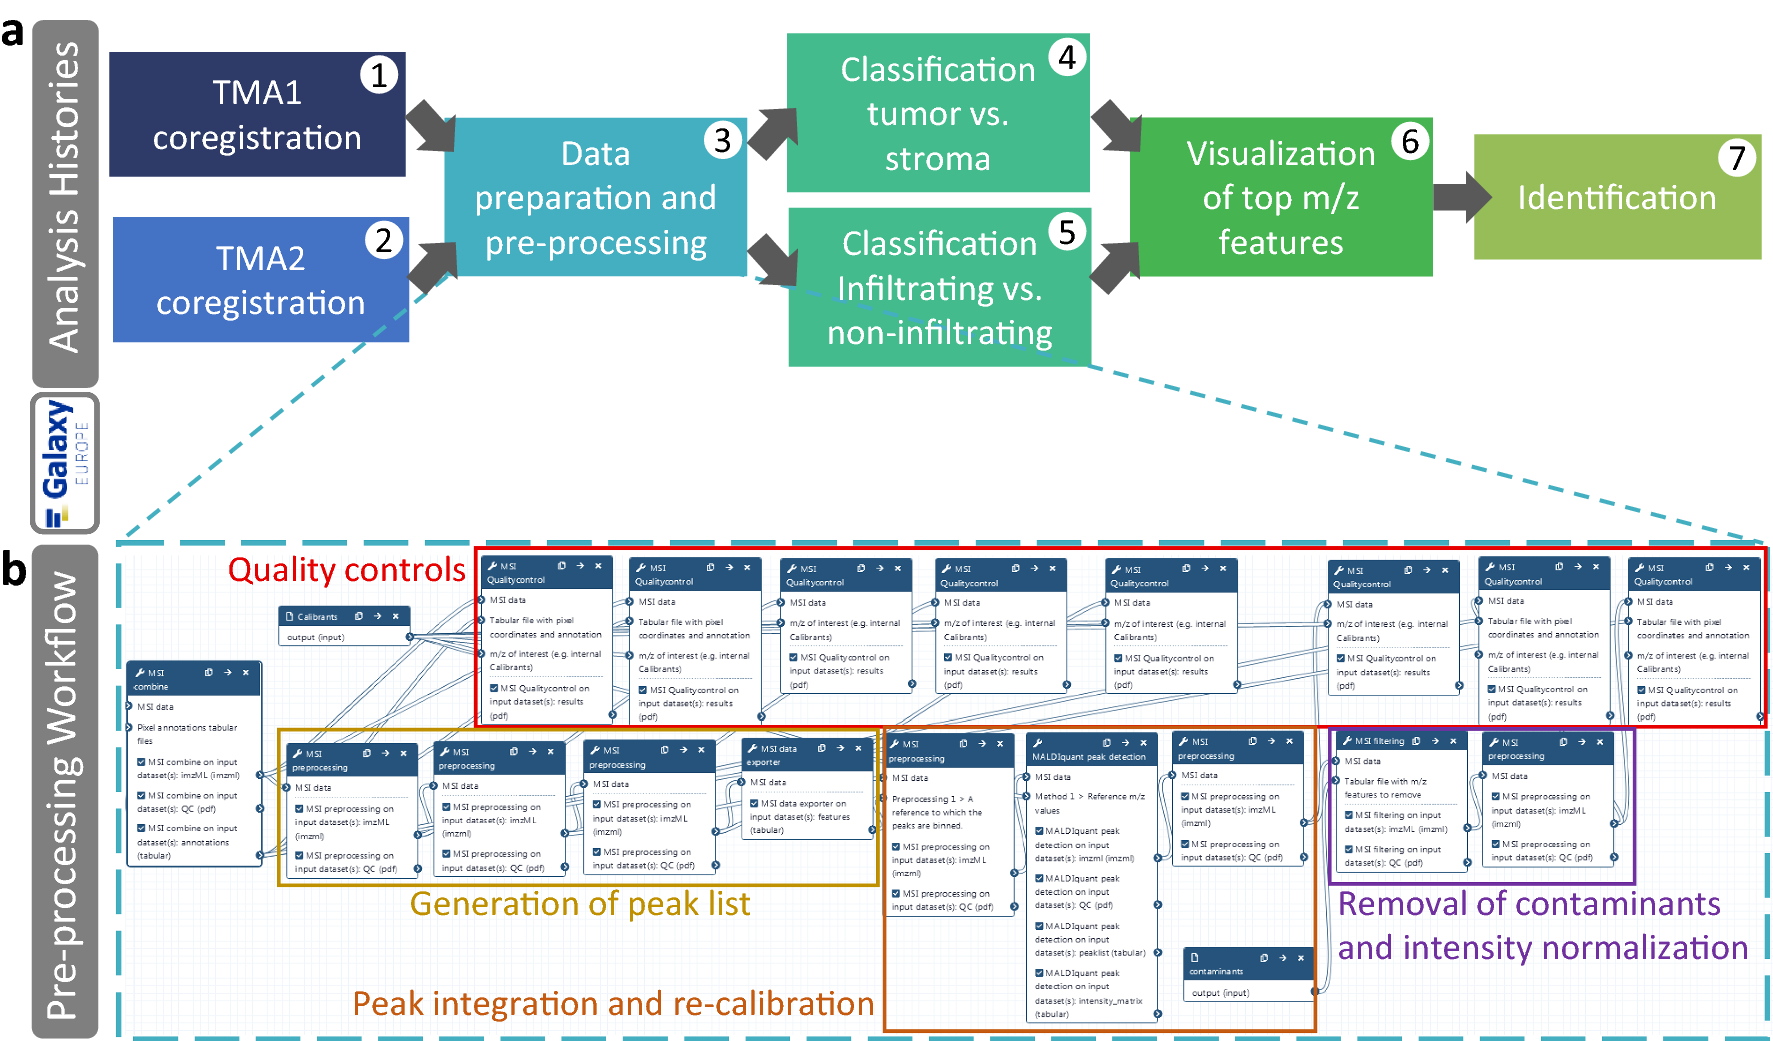 a
Analysis Histories
TMA1
coregistration
1
TMA2
coregistration
2
Data
preparation and
pre-processing
3
Classification
tumor vs.
stroma
4
Classification
Infiltrating vs.
non-infiltrating
5
Visualization
of top m/z
features
6
Identification
7
Galaxy
EUROPE
b
Pre-processing Workflow
Quality controls
Calibrants
output (input)
MSI
combine
MSI data
Pixel annotations tabular
files
MSI combine on input
dataset(s): imzML (imzml)
MSI combine on input
dataset(s): QC (pdf)
MSI combine on input
dataset(s): annotations
(tabular)
MSI
Qualitycontrol
MSI data
Tabular file with pixel
coordinates and annotation
m/z of interest (e.g. internal
Calibrants)
MSI Qualitycontrol on
input dataset(s): results
(pdf)
MSI
Qualitycontrol
MSI data
Tabular file with pixel
coordinates and annotation
m/z of interest (e.g. internal
Calibrants)
MSI Qualitycontrol on
input dataset(s): results
(pdf)
MSI
Qualitycontrol
MSI data
m/z of interest (e.g. internal
Calibrants)
MSI Qualitycontrol on
input dataset(s): results
(pdf)
MSI
Qualitycontrol
MSI data
m/z of interest (e.g. internal
Calibrants)
MSI Qualitycontrol on
input dataset(s): results
(pdf)
MSI
Qualitycontrol
MSI data
m/z of interest (e.g. internal
Calibrants)
MSI Qualitycontrol on
input dataset(s): results
(pdf)
MSI
Qualitycontrol
MSI data
m/z of interest (e.g. internal
Calibrants)
MSI Qualitycontrol on
input dataset(s): results
(pdf)
MSI
Qualitycontrol
MSI data
Tabular file with pixel
coordinates and annotation
m/z of interest (e.g. internal
Calibrants)
MSI Qualitycontrol on
input dataset(s): results
(pdf)
MSI
Qualitycontrol
MSI data
Tabular file with pixel
coordinates and annotation
m/z of interest (e.g. internal
Calibrants)
MSI Qualitycontrol on
input dataset(s): results
(pdf)
MSI
preprocessing
MSI data
MSI preprocessing on
input dataset(s): imzML
(imzml)
MSI preprocessing on
input dataset(s): QC (pdf)
MSI
preprocessing
MSI data
MSI preprocessing on
input dataset(s): imzML
(imzml)
MSI preprocessing on
input dataset(s): QC (pdf)
MSI
preprocessing
MSI data
MSI preprocessing on
input dataset(s): imzML
(imzml)
MSI preprocessing on
input dataset(s): QC (pdf)
MSI data
exporter
MSI data
MSI data exporter on
input dataset(s): features
(tabular)
Generation of peak list
MSI
preprocessing
MSI data
Preprocessing 1 > A
reference to which the
peaks are binned.
MSI preprocessing on
input dataset(s): imzML
(imzml)
MSI preprocessing on
input dataset(s): QC (pdf)
MALDIquant peak detection
MSI data
Method 1 > Reference m/z
values
MALDIquant peak
detection on input
dataset(s): imzml (imzml)
MALDIquant peak
detection on input
dataset(s): QC (pdf)
MALDIquant peak
detection on input
dataset(s): peaklist (tabular)
MALDIquant peak
detection on input
dataset(s): intensity_matrix
(tabular)
MSI
preprocessing
MSI data
MSI preprocessing on
input dataset(s): imzML
(imzml)
MSI preprocessing on
input dataset(s): QC (pdf)
contaminants
output (input)
Peak integration and re-calibration
MSI filtering
MSI data
Tabular file with m/z
features to remove
MSI filtering on input
dataset(s): imzML (imzml)
MSI filtering on input
dataset(s): QC (pdf)
MSI
preprocessing
MSI data
MSI preprocessing on
input dataset(s): imzML
(imzml)
MSI preprocessing on
input dataset(s): QC (pdf)
Removal of contaminants
and intensity normalization